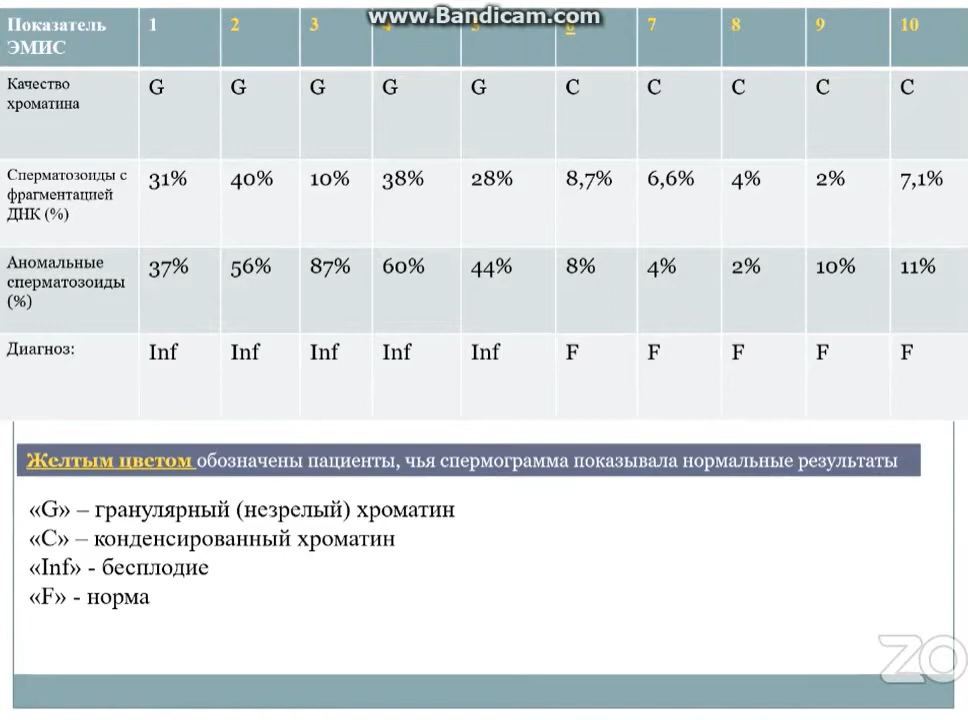 www.Bandicam.com
Показатель 1 2 3 4 5 6 7 8 9 10
ЭМИС
Качество G G G G G C C C C C
хроматина
Сперматозоиды с 31% 40% 10% 38% 28% 8,7% 6,6% 4% 2% 7,1%
фрагментацией
ДНК (%)
Аномальные 37% 56% 87% 60% 44% 8% 4% 2% 10% 11%
сперматозоиды
(%)
Диагноз: Inf Inf Inf Inf Inf F F F F F
Желтым цветом обозначены пациенты, чья спермограмма показывала нормальные результаты
«G» – гранулярный (незрелый) хроматин
«C» – конденсированный хроматин
«Inf» - бесплодие
«F» - норма
ZO